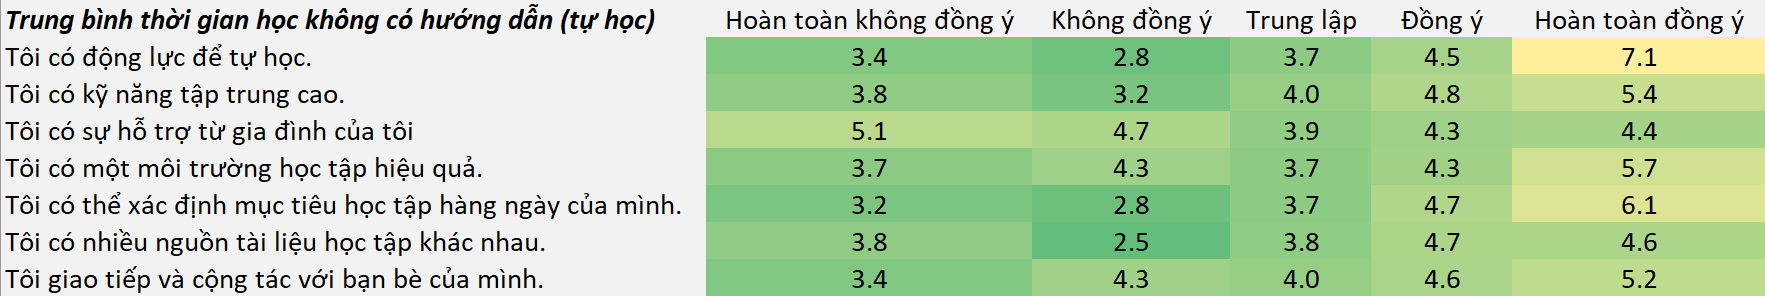 Trung bình thời gian học không có hướng dẫn (tự học) Hoàn toàn không đồng ý Không đồng ý Trung lập Đồng ý Hoàn toàn đồng ý
Tôi có động lực để tự học. 3.4 2.8 3.7 4.5 7.1
Tôi có kỹ năng tập trung cao. 3.8 3.2 4.0 4.8 5.4
Tôi có sự hỗ trợ từ gia đình của tôi 5.1 4.7 3.9 4.3 4.4
Tôi có một môi trường học tập hiệu quả. 3.7 4.3 3.7 4.3 5.7
Tôi có thể xác định mục tiêu học tập hàng ngày của mình. 3.2 2.8 3.7 4.7 6.1
Tôi có nhiều nguồn tài liệu học tập khác nhau. 3.8 2.5 3.8 4.7 4.6
Tôi giao tiếp và cộng tác với bạn bè của mình. 3.4 4.3 4.0 4.6 5.2